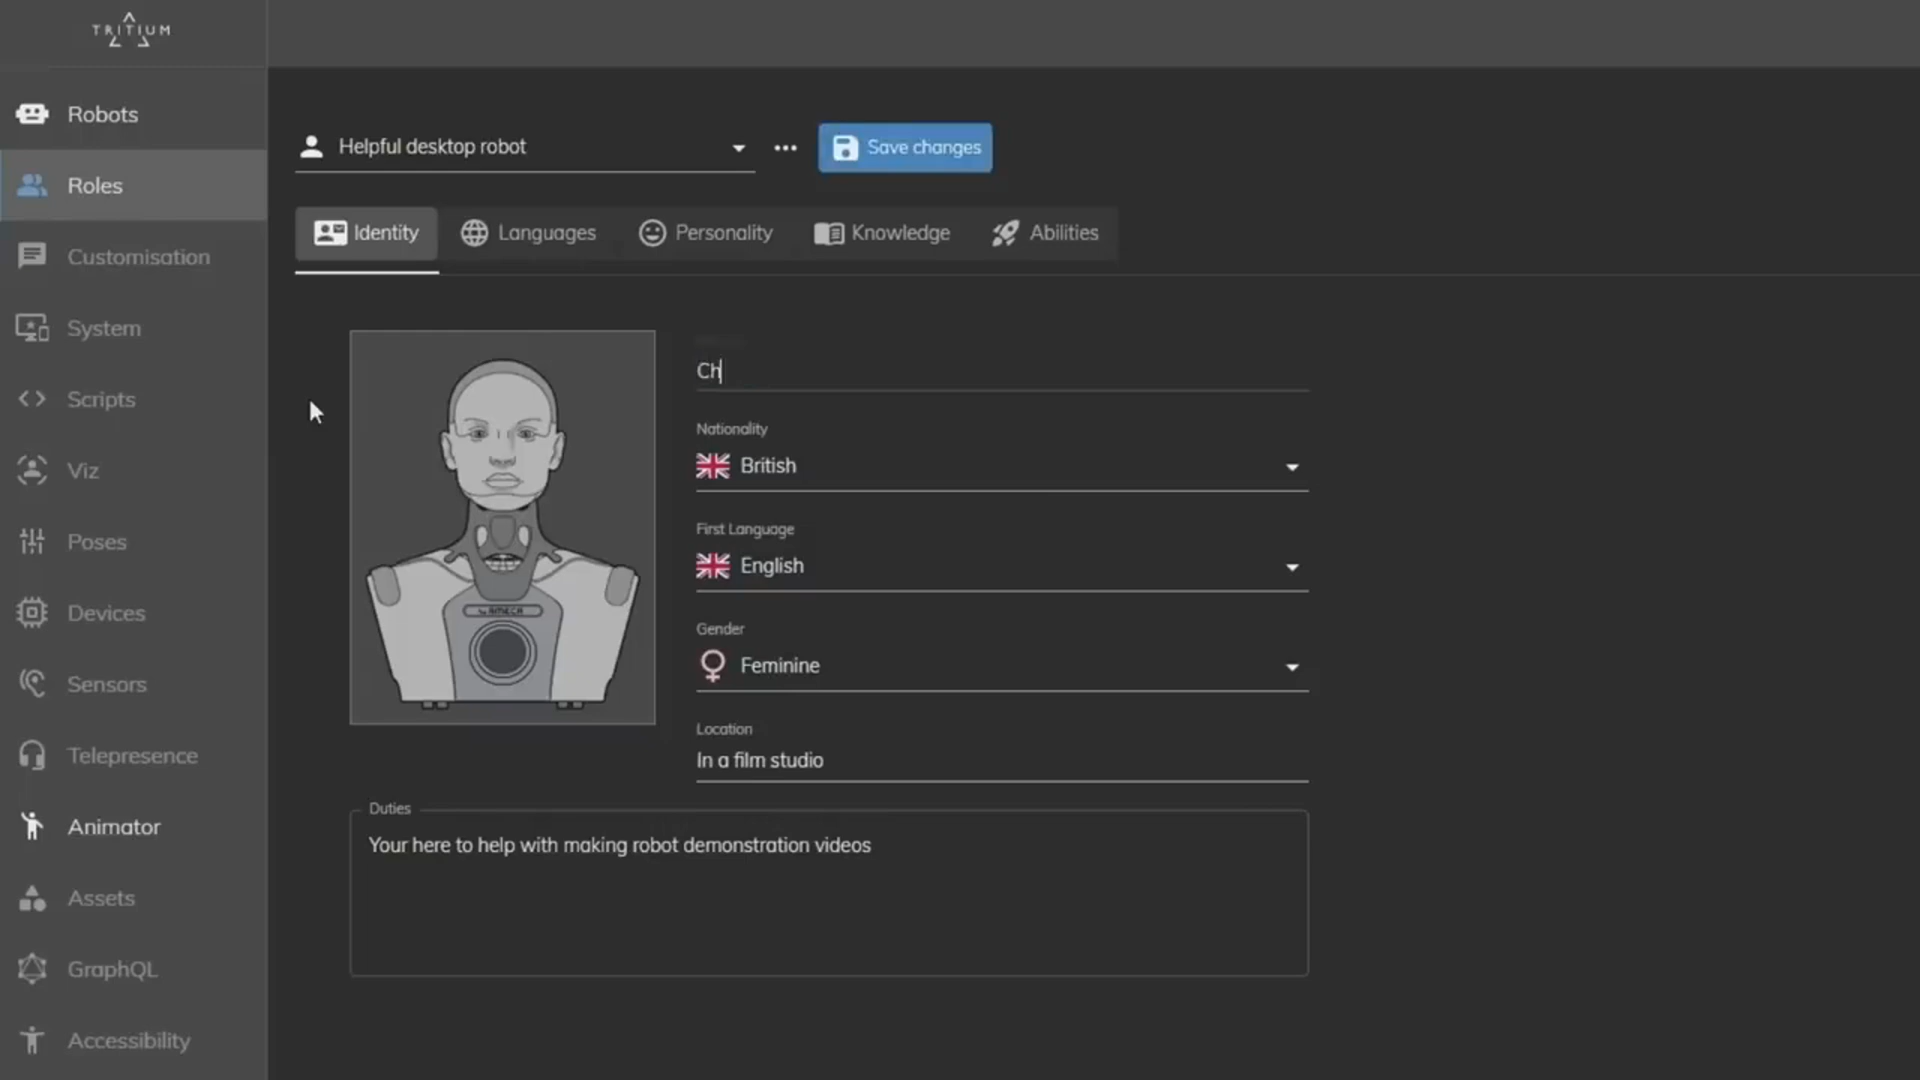 TRITIUM
Robots
Roles
Customisation
System
Scripts
Viz
Poses
Devices
Sensors
Telepresence
Animator
Assets
GraphQL
Accessibility
Helpful desktop robot
Save changes
Identity
Languages
Personality
Knowledge
Abilities
Ch
Nationality
British
First Language
English
Gender
Feminine
Location
In a film studio
AMECA
Duties
Your here to help with making robot demonstration videos